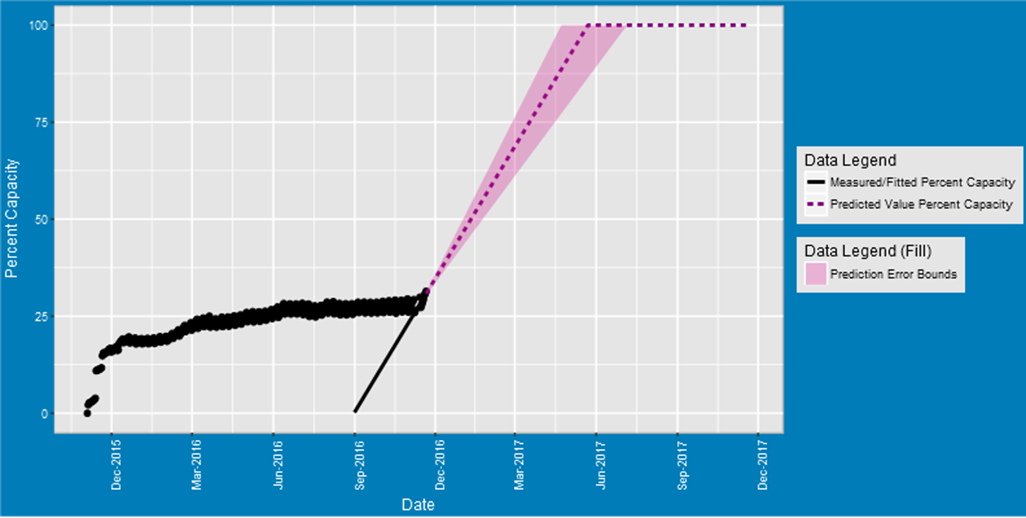 100
75
50
25
0
Percent Capacity
Dec-2015
Mar-2016
Jun-2016
Sep-2016
Dec-2016
Mar-2017
Jun-2017
Sep-2017
Dec-2017
Date
Data Legend
Measured/Fitted Percent Capacity
Predicted Value Percent Capacity
Data Legend (Fill)
Prediction Error Bounds